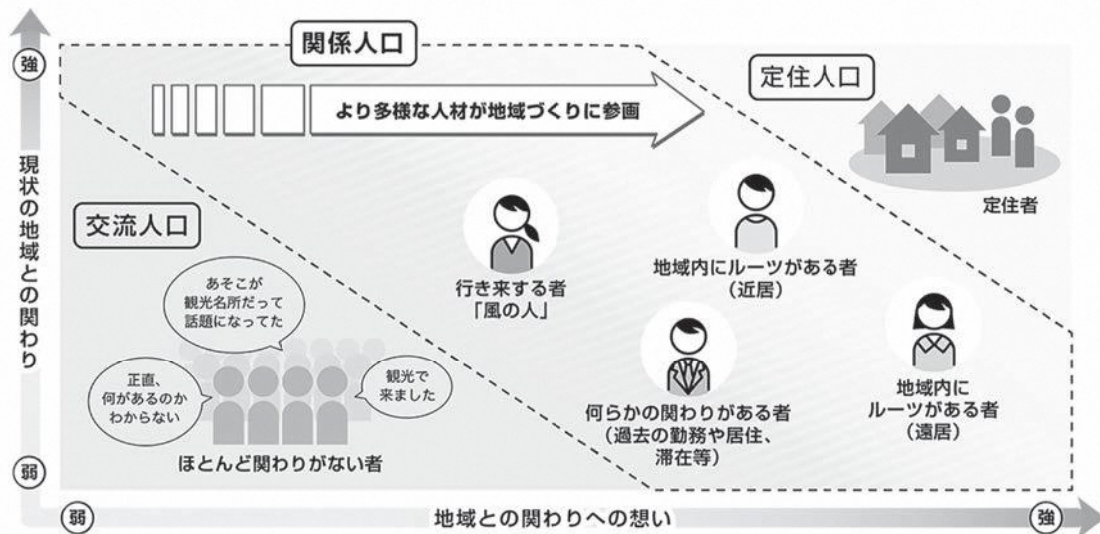 関係人口
強
定住人口
より多様な人材が地域づくりに参画
現状の地域との関わり
定住者
交流人口
地域内にルーツがある者
（近居）
あそこが
観光名所だって
話題になってた
行き来する者
「風の人」
正直、
何があるのか
わからない
観光で
来ました
地域内に
ルーツがある者
（遠居）
何らかの関わりがある者
（過去の勤務や居住、
滞在等）
ほとんど関わりがない者
弱
弱
地域との関わりへの想い
強